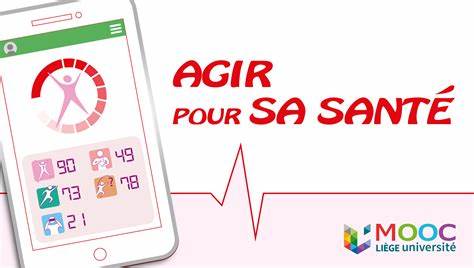 AGIR
POUR SA SANTÉ
90
49
73
? 78
21
MOOC
LIÈGE université